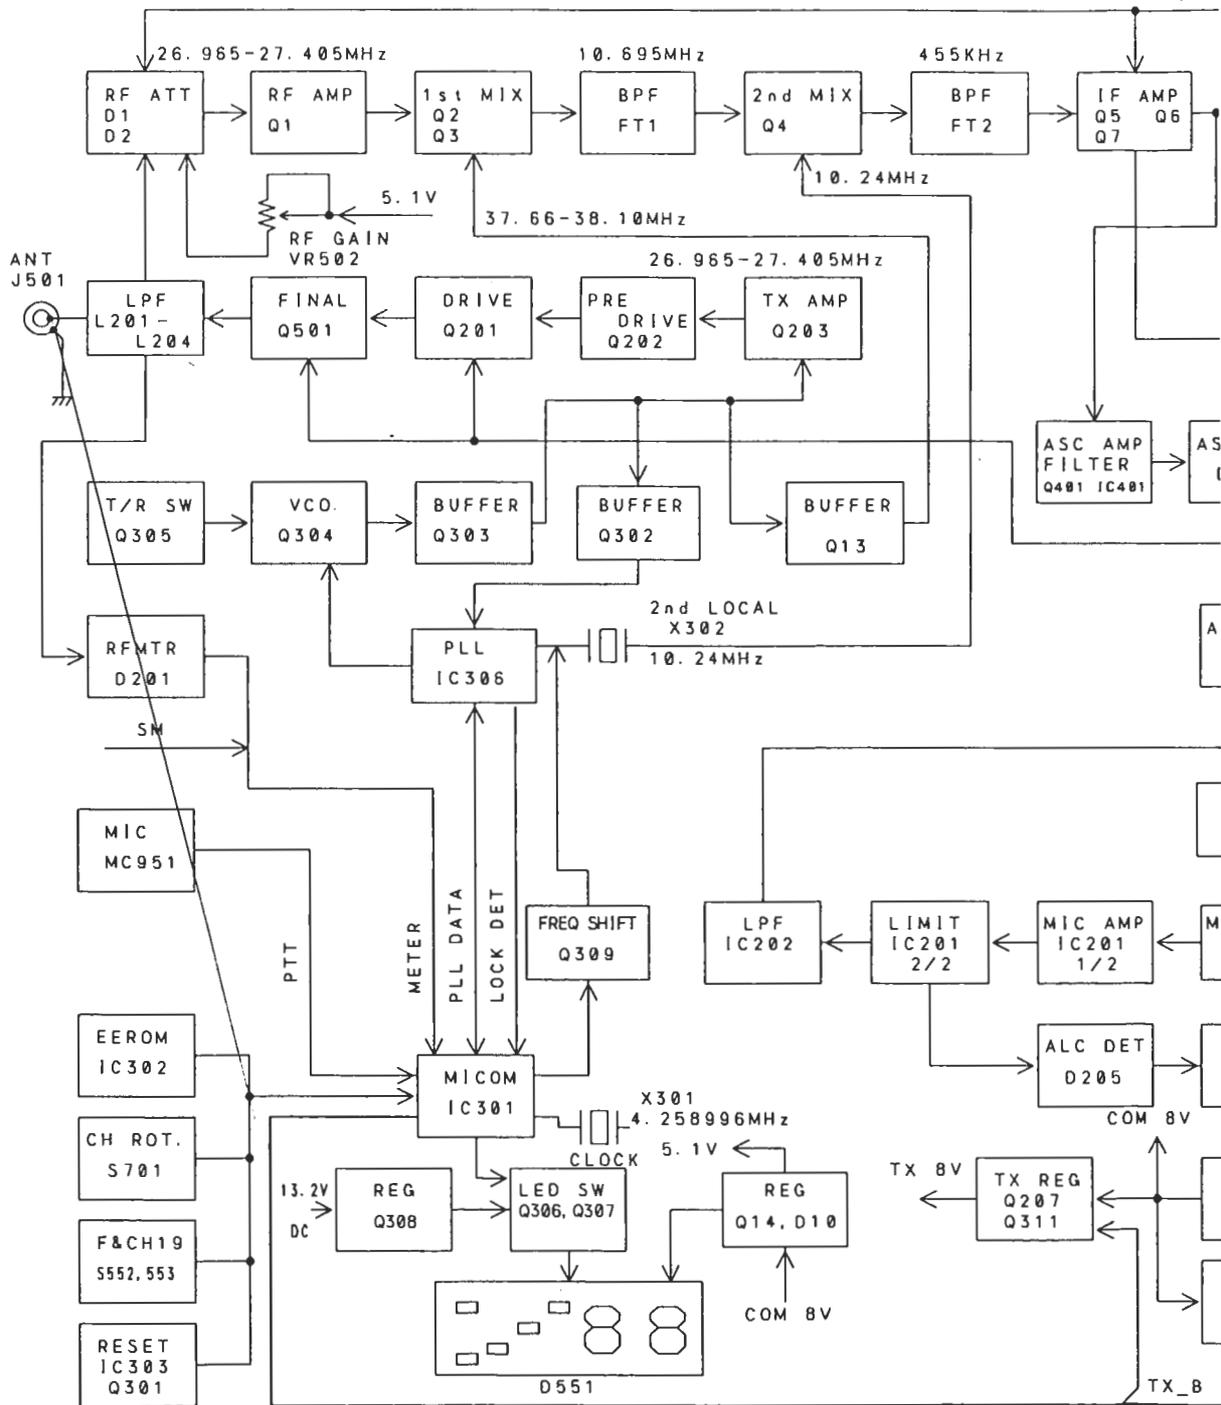 26.965-27.405MHz
10.695MHz
455KHz
RF ATT
D1
D2
RF AMP
Q1
1st MIX
Q2
Q3
BPF
FT1
2nd MIX
Q4
BPF
FT2
IF AMP
Q5 Q6
Q7
10.24MHz
5.1V
37.66-38.10MHz
RF GAIN
VR502
ANT
J501
26.965-27.405MHz
LPF
L201-
L204
FINAL
Q501
DRIVE
Q201
PRE
DRIVE
Q202
TX AMP
Q203
ASC AMP
FILTER
Q401 IC401
AS
T/R SW
Q305
VCO.
Q304
BUFFER
Q303
BUFFER
Q302
BUFFER
Q13
2nd LOCAL
X302
10.24MHz
RFMTR
D201
PLL
IC306
A
SM
MIC
MC951
PTT
METER
PLL DATA
LOCK DET
FREQ SHIFT
Q309
LPF
IC202
LIMIT
IC201
2/2
MIC AMP
IC201
1/2
M
EEROM
IC302
MICOM
IC301
ALC DET
D205
X301
4.258996MHz
CLOCK
COM 8V
CH ROT.
S701
5.1V
13.2V
DC
REG
Q308
LED SW
Q306,Q307
REG
Q14,D10
TX 8V
TX REG
Q207
Q311
F&CH19
S552,553
COM 8V
RESET
IC303
Q301
D551
TX_B